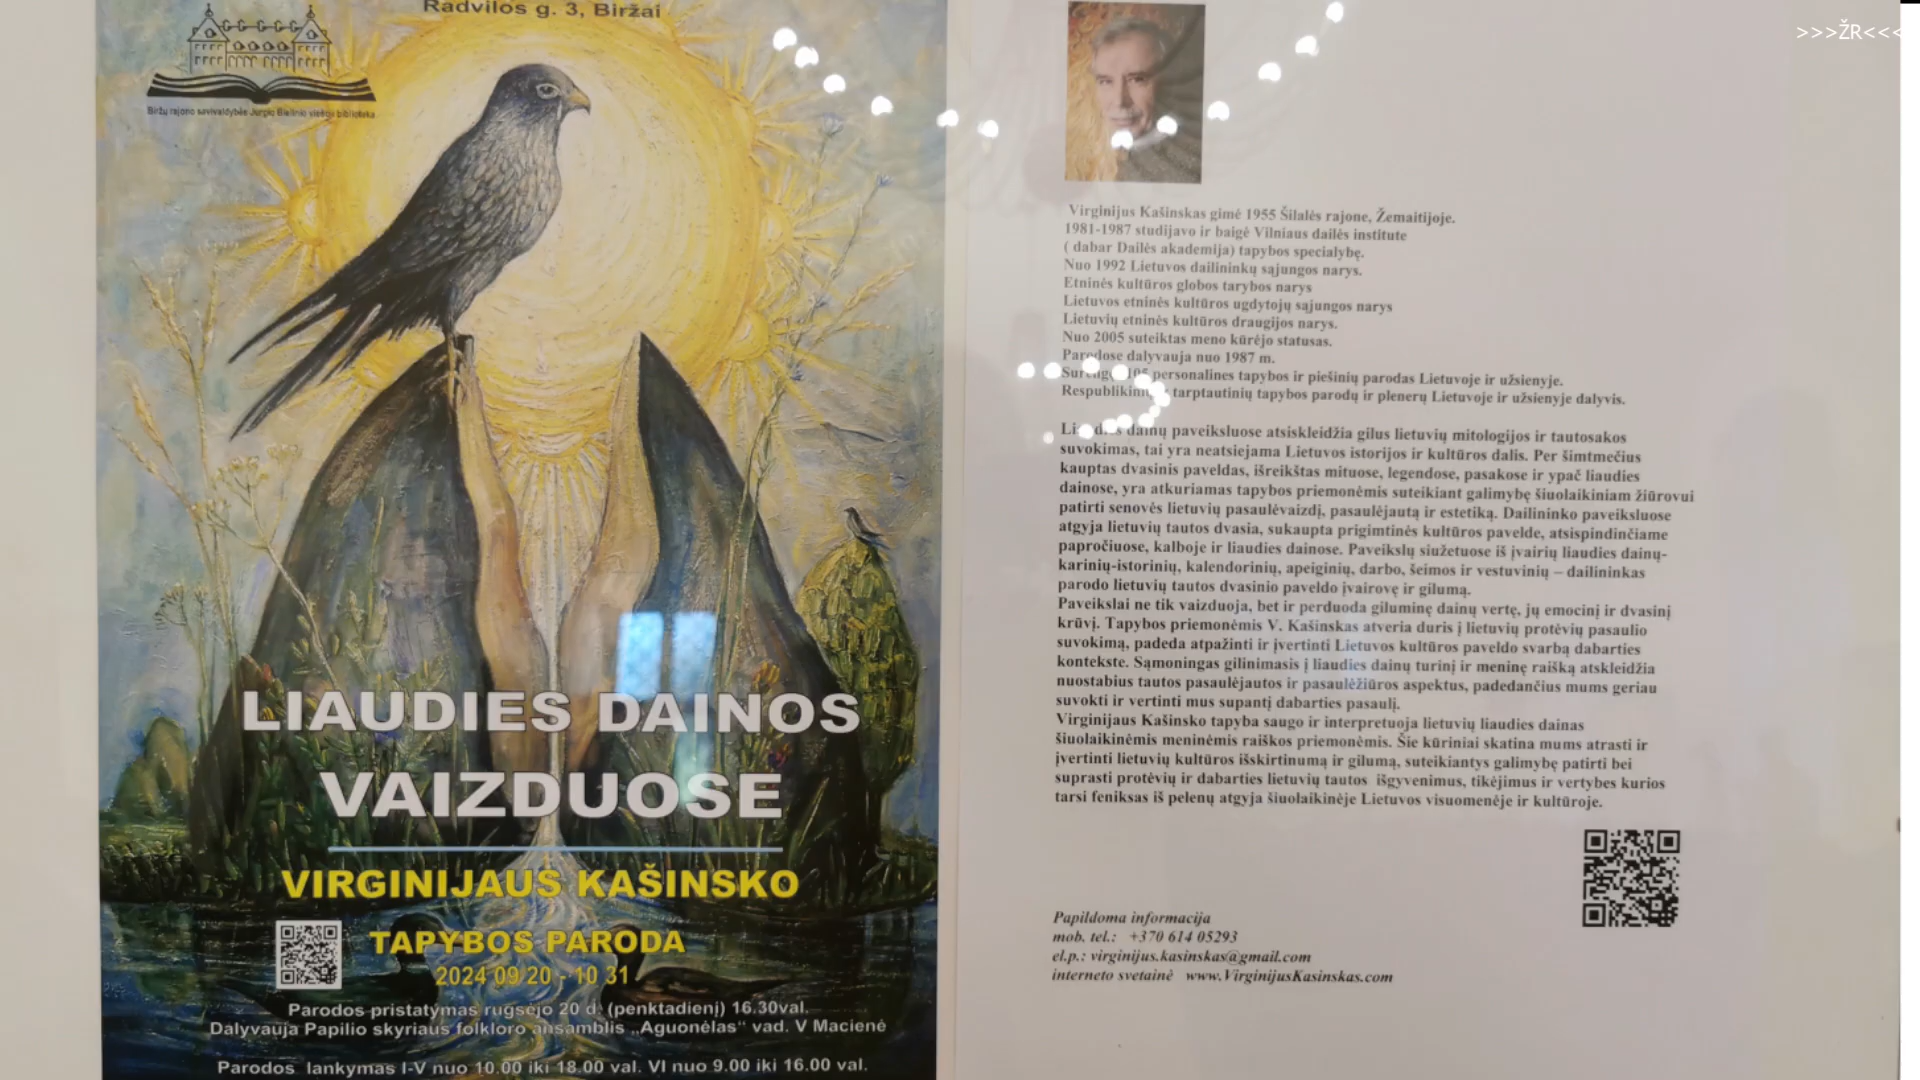 Radvilos g. 3, Biržai
Biržų rajono savivaldybės Jurgio Bielinio viešoji biblioteka
LIAUDIES DAINOS
VAIZDUOSE
VIRGINIJAUS KAŠINSKO
TAPYBOS PARODA
2024 09 20 - 10 31
Parodos pristatymas rugsėjo 20 d. (penktadienį) 16.30val.
Dalyvauja Papilio skyriaus folkloro ansamblis „Aguonėlas“ vad. V Macienė
Parodos lankymas I-V nuo 10.00 iki 18.00 val. VI nuo 9.00 iki 16.00 val.
>>>ŽR<<<
Virginijus Kašinskas gimė 1955 Šilalės rajone, Žemaitijoje.
1981-1987 studijavo ir baigė Vilniaus dailės institute
( dabar Dailės akademija) tapybos specialybę.
Nuo 1992 Lietuvos dailininkų sąjungos narys.
Etninės kultūros globos tarybos narys
Lietuvos etninės kultūros ugdytojų sąjungos narys
Lietuvių etninės kultūros draugijos narys.
Nuo 2005 suteiktas meno kūrėjo statusas.
Parodose dalyvauja nuo 1987 m.
personalines tapybos ir piešinių parodas Lietuvoje ir užsienyje.
tarptautinių tapybos parodų ir plenerų Lietuvoje ir užsienyje dalyvis.
Liaudies dainų paveiksluose atsiskleidžia gilus lietuvių mitologijos ir tautosakos
suvokimas, tai yra neatsiejama Lietuvos istorijos ir kultūros dalis. Per šimtmečius
kauptas dvasinis paveldas, išreikštas mituose, legendose, pasakose ir ypač liaudies
dainose, yra atkuriamas tapybos priemonėmis suteikiant galimybę šiuolaikiniam žiūrovui
patirti senovės lietuvių pasaulėvaizdį, pasaulėjautą ir estetiką. Dailininko paveiksluose
atgyja lietuvių tautos dvasia, sukaupta prigimtinės kultūros pavelde, atsispindinčiame
papročiuose, kalboje ir liaudies dainose. Paveikslų siužetuose iš įvairių liaudies dainų-
karinių-istorinių, kalendorinių, apeiginių, darbo, šeimos ir vestuvinių – dailininkas
parodo lietuvių tautos dvasinio paveldo įvairovę ir gilumą.
Paveikslai ne tik vaizduoja, bet ir perduoda giluminę dainų vertę, jų emocinį ir dvasinį
krūvį. Tapybos priemonėmis V. Kašinskas atveria duris į lietuvių protėvių pasaulio
suvokimą, padeda atpažinti ir įvertinti Lietuvos kultūros paveldo svarbą dabarties
kontekste. Sąmoningas gilinimasis į liaudies dainų turinį ir meninę raišką atskleidžia
nuostabius tautos pasaulėjautos ir pasaulėžiūros aspektus, padedančius mums geriau
suvokti ir vertinti mus supantį dabarties pasaulį.
Virginijaus Kašinsko tapyba saugo ir interpretuoja lietuvių liaudies dainas
šiuolaikinėmis meninėmis raiškos priemonėmis. Šie kūriniai skatina mums atrasti ir
įvertinti lietuvių kultūros išskirtinumą ir gilumą, suteikiantys galimybę patirti bei
suprasti protėvių ir dabarties lietuvių tautos išgyvenimus, tikėjimus ir vertybes kurios
tarsi feniksas iš pelenų atgyja šiuolaikinėje Lietuvos visuomenėje ir kultūroje.
Papildoma informacija
mob. tel.: +370 614 05293
el.p.: virginijus.kasinskas@gmail.com
interneto svetainė www.VirginijusKasinskas.com